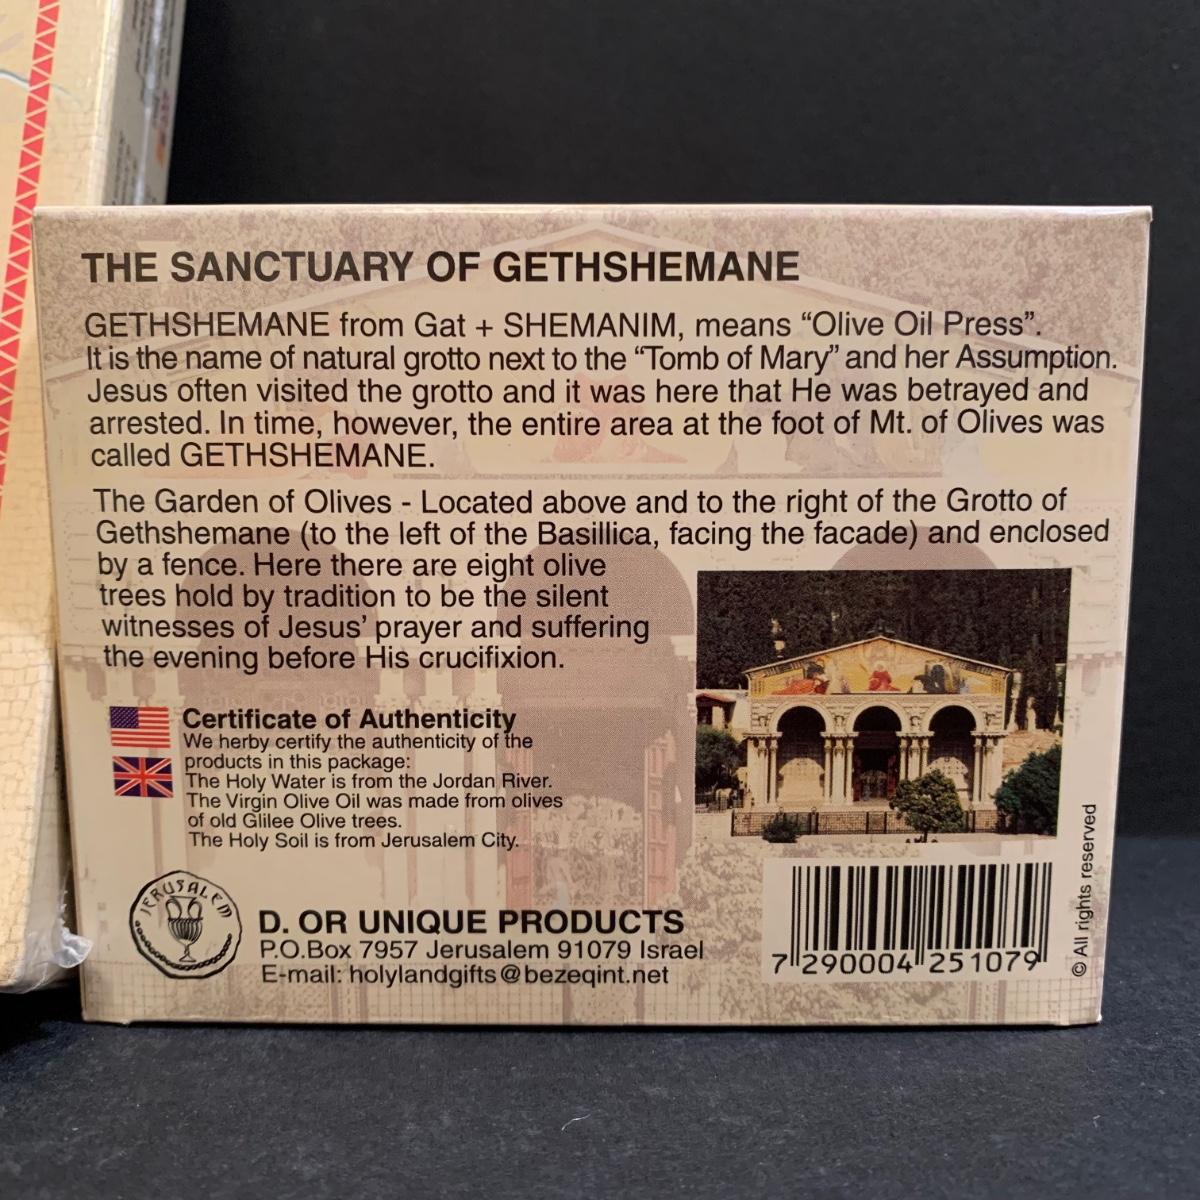 THE SANCTUARY OF GETHSHEMANE
GETHSHEMANE from Gat + SHEMANIM, means “Olive Oil Press”.
It is the name of natural grotto next to the “Tomb of Mary” and her Assumption.
Jesus often visited the grotto and it was here that He was betrayed and
arrested. In time, however, the entire area at the foot of Mt. of Olives was
called GETHSHEMANE.
The Garden of Olives - Located above and to the right of the Grotto of
Gethshemane (to the left of the Basillica, facing the facade) and enclosed
by a fence. Here there are eight olive
trees hold by tradition to be the silent
witnesses of Jesus’ prayer and suffering
the evening before His crucifixion.
Certificate of Authenticity
We herby certify the authenticity of the
products in this package:
The Holy Water is from the Jordan River.
The Virgin Olive Oil was made from olives
of old Glilee Olive trees.
The Holy Soil is from Jerusalem City.
JERUSALEM
D. OR UNIQUE PRODUCTS
P.O.Box 7957 Jerusalem 91079 Israel
E-mail: holylandgifts@bezeqint.net
7 290004 251079
© All rights reserved